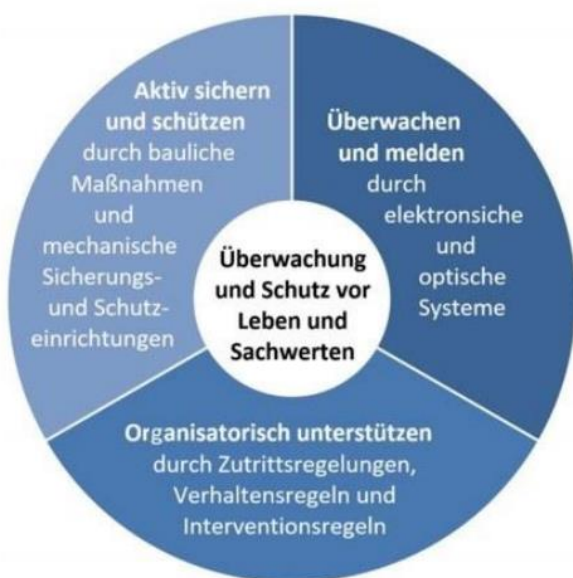 Aktiv sichern
und schützen
durch bauliche
Maßnahmen
und
mechanische
Sicherungs-
und Schutz-
einrichtungen
Überwachen
und melden
durch
elektronsiche
und
optische
Systeme
Überwachung
und Schutz vor
Leben und
Sachwerten
Organisatorisch unterstützen
durch Zutrittsregelungen,
Verhaltensregeln und
Interventionsregeln